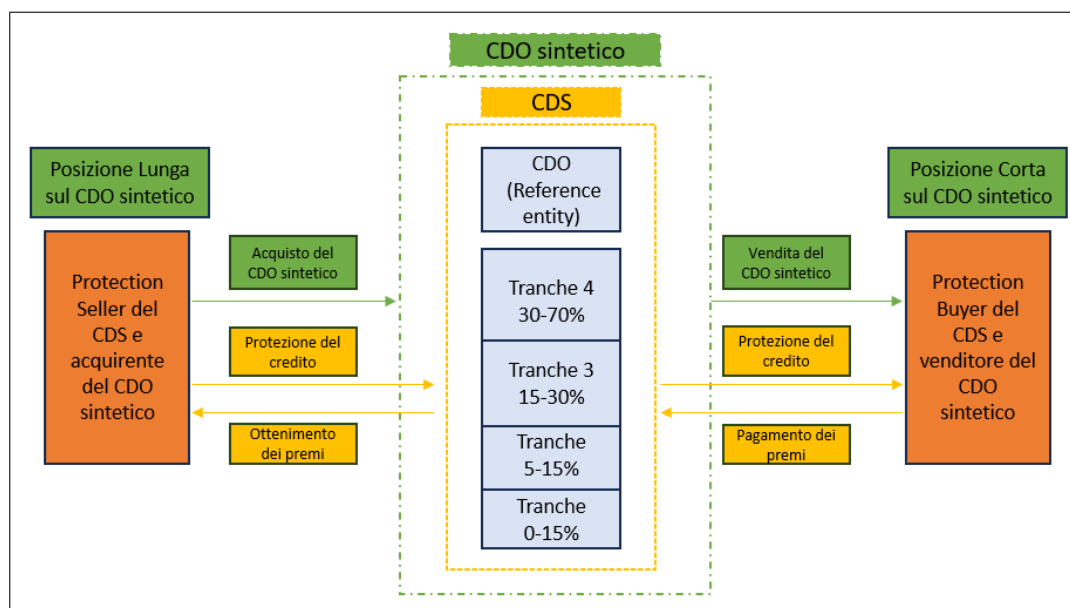 CDO sintetico
CDS
Posizione Lunga
sul CDO sintetico
CDO
(Reference
entity)
Posizione Corta
sul CDO sintetico
Protection
Seller del
CDS e
acquirente
del CDO
sintetico
Acquisto del
CDO sintetico
Protezione del
credito
Ottenimento
dei premi
Tranche 4
30-70%
Tranche 3
15-30%
Tranche
5-15%
Tranche
0-15%
Vendita del
CDO sintetico
Protezione del
credito
Pagamento dei
premi
Protection
Buyer del
CDS e
venditore del
CDO
sintetico